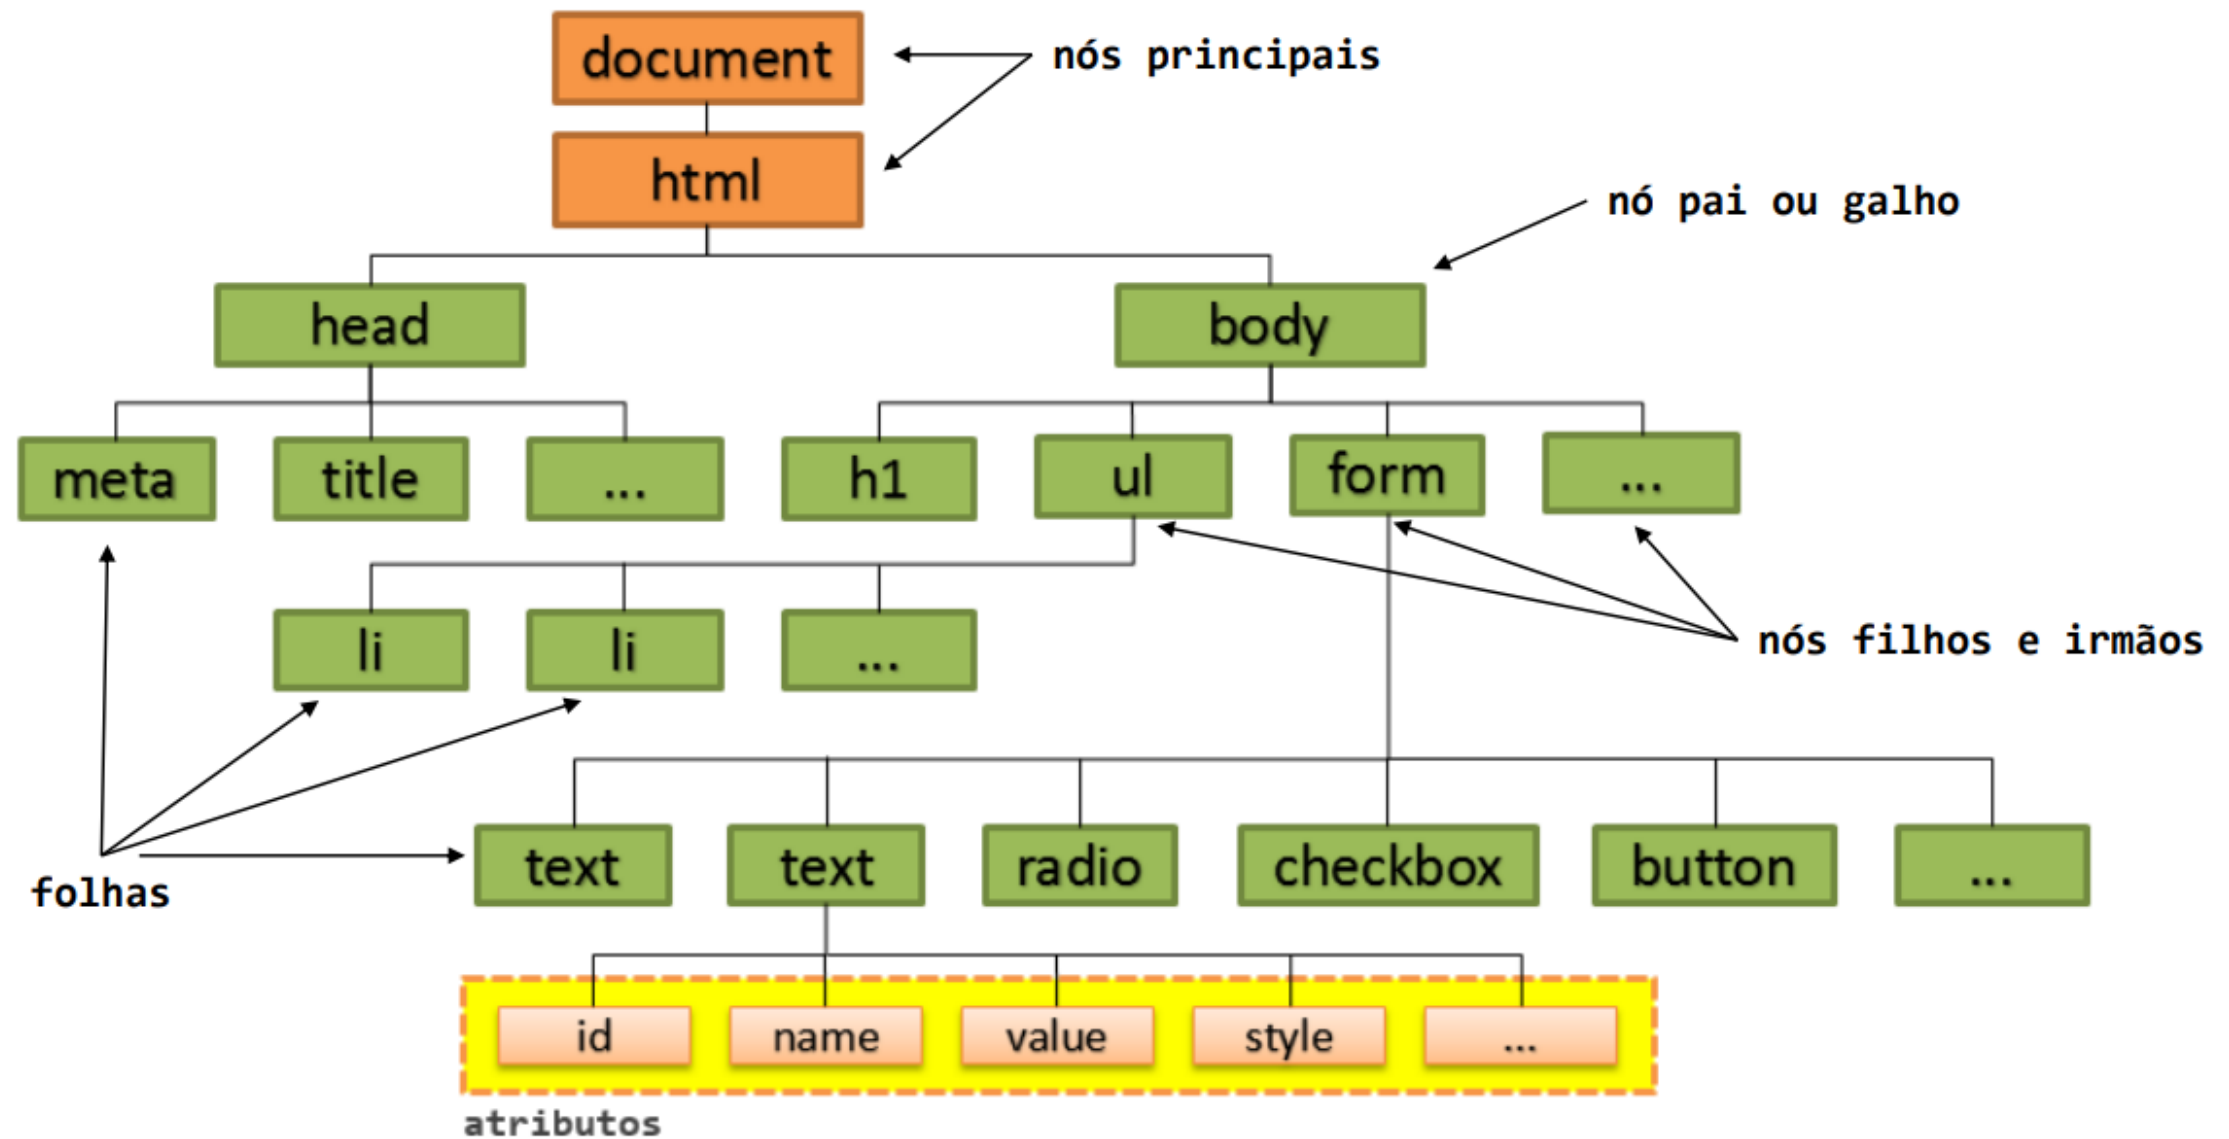 document
nós principais
html
nó pai ou galho
head
body
meta
title
...
h1
ul
form
...
li
li
...
nós filhos e irmãos
text
text
radio
checkbox
button
...
folhas
id
name
value
style
...
atributos